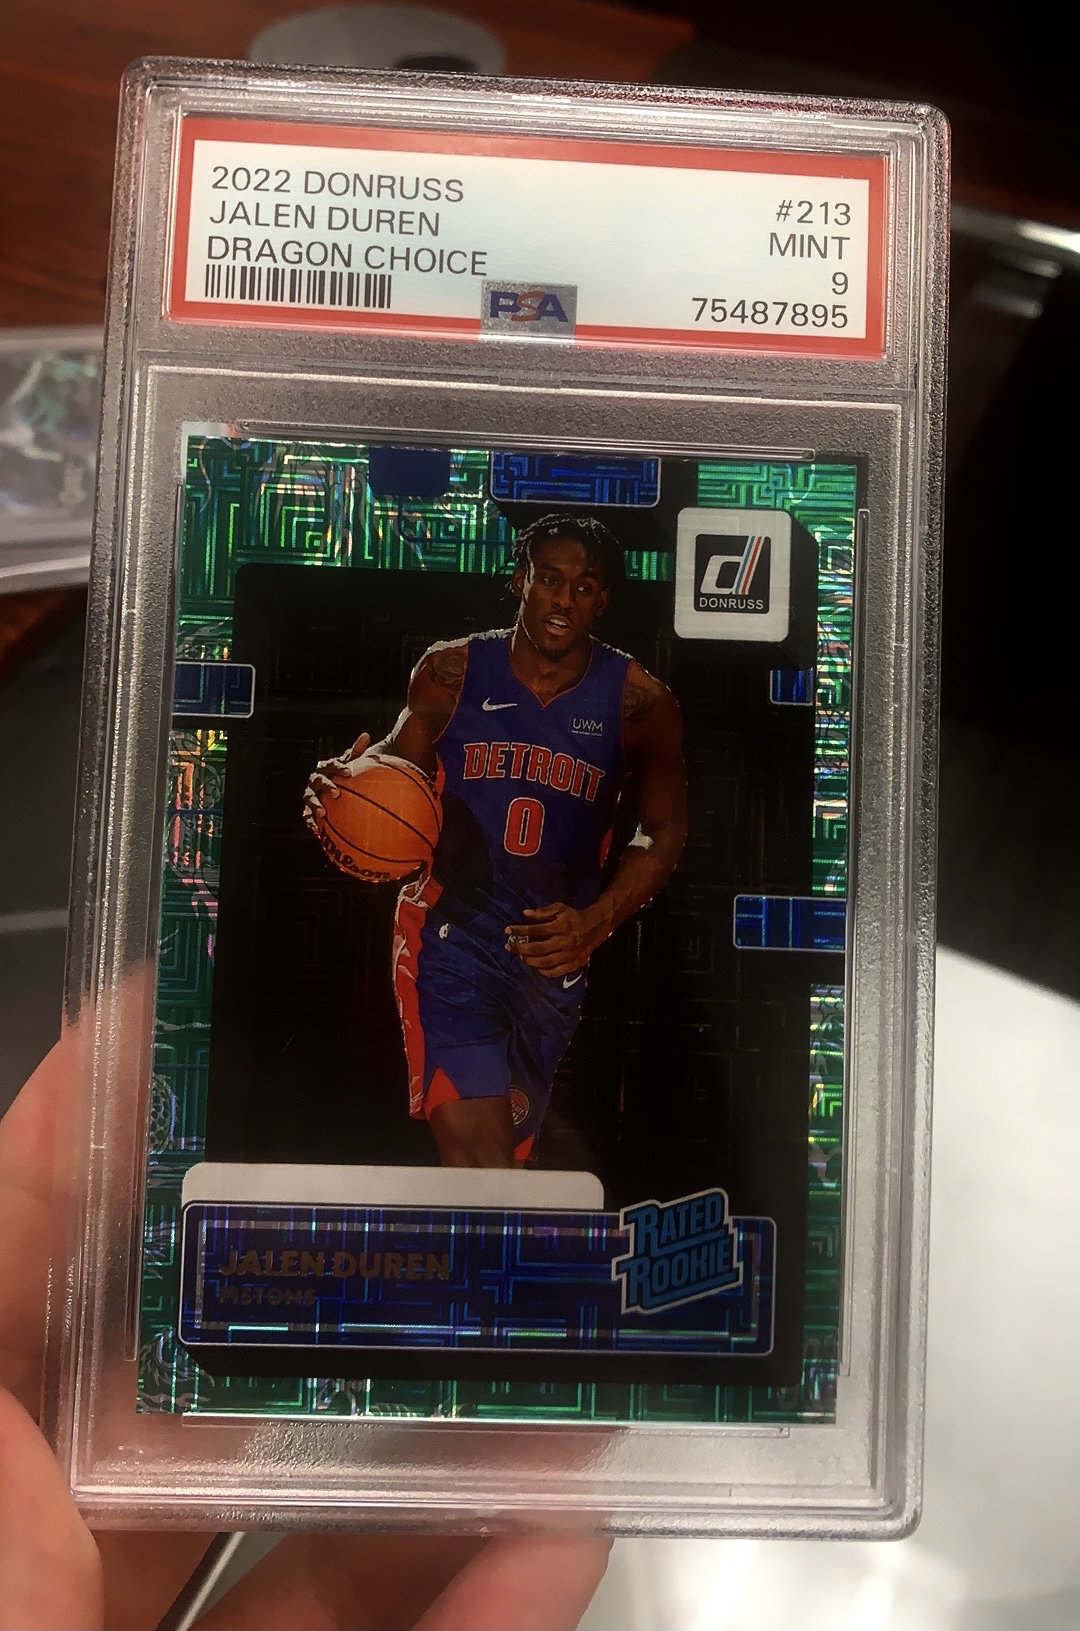 2022 DONRUSS
JALEN DUREN
DRAGON CHOICE
#213
MINT
9
75487895
PSA
d
DONRUSS
UWM
DETROIT
0
Wilson
JALEN DUREN
PISTONS
RATED
ROOKIE